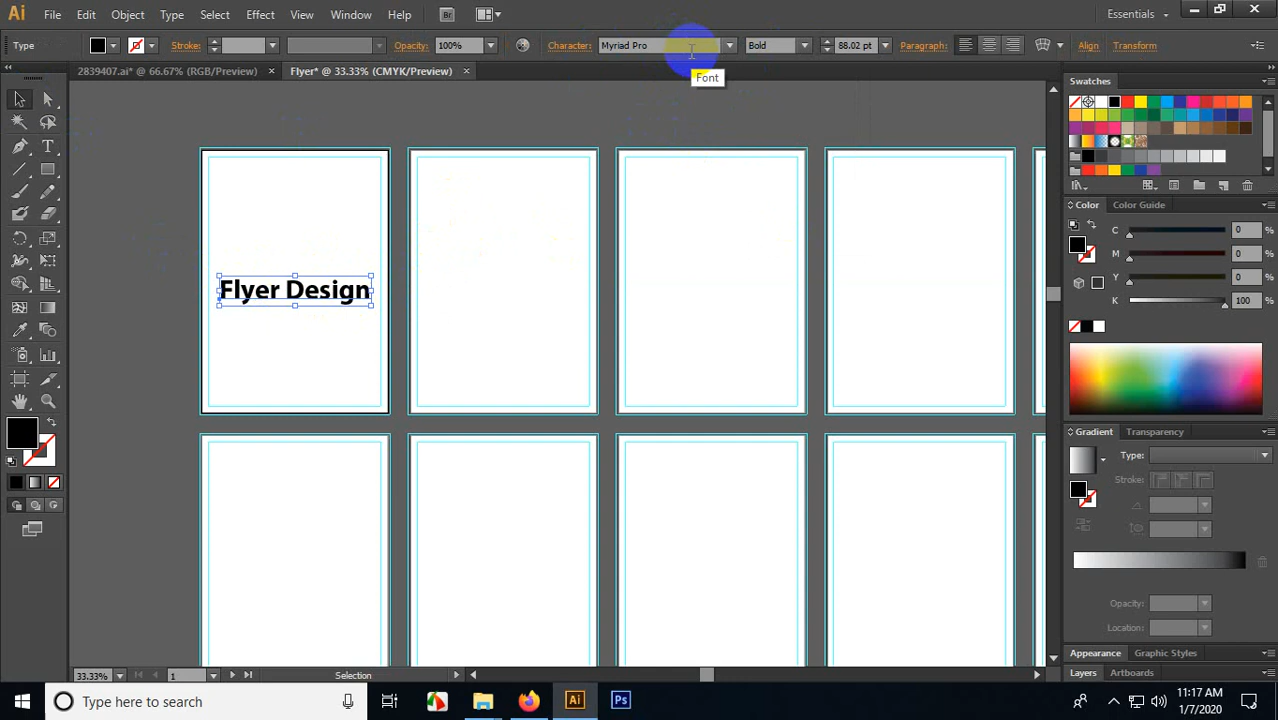 Ai File Edit Object Type Select Effect View Window Help Br Essentials
Type Stroke: Opacity: 100% Character: Myriad Pro Bold 88.02 pt Paragraph: Align Transform
2839407.ai* @ 66.67% (RGB/Preview) × Flyer* @ 33.33% (CMYK/Preview) ×
Font
Swatches
Color Color Guide
C 0 %
M 0 %
Y 0 %
K 100 %
Flyer Design
Gradient Transparency
Type:
Stroke:
Opacity:
Location:
Appearance Graphic Styles
Layers Artboards
33.33% 1 Selection
Type here to search
Ai Ps
11:17 AM
1/7/2020